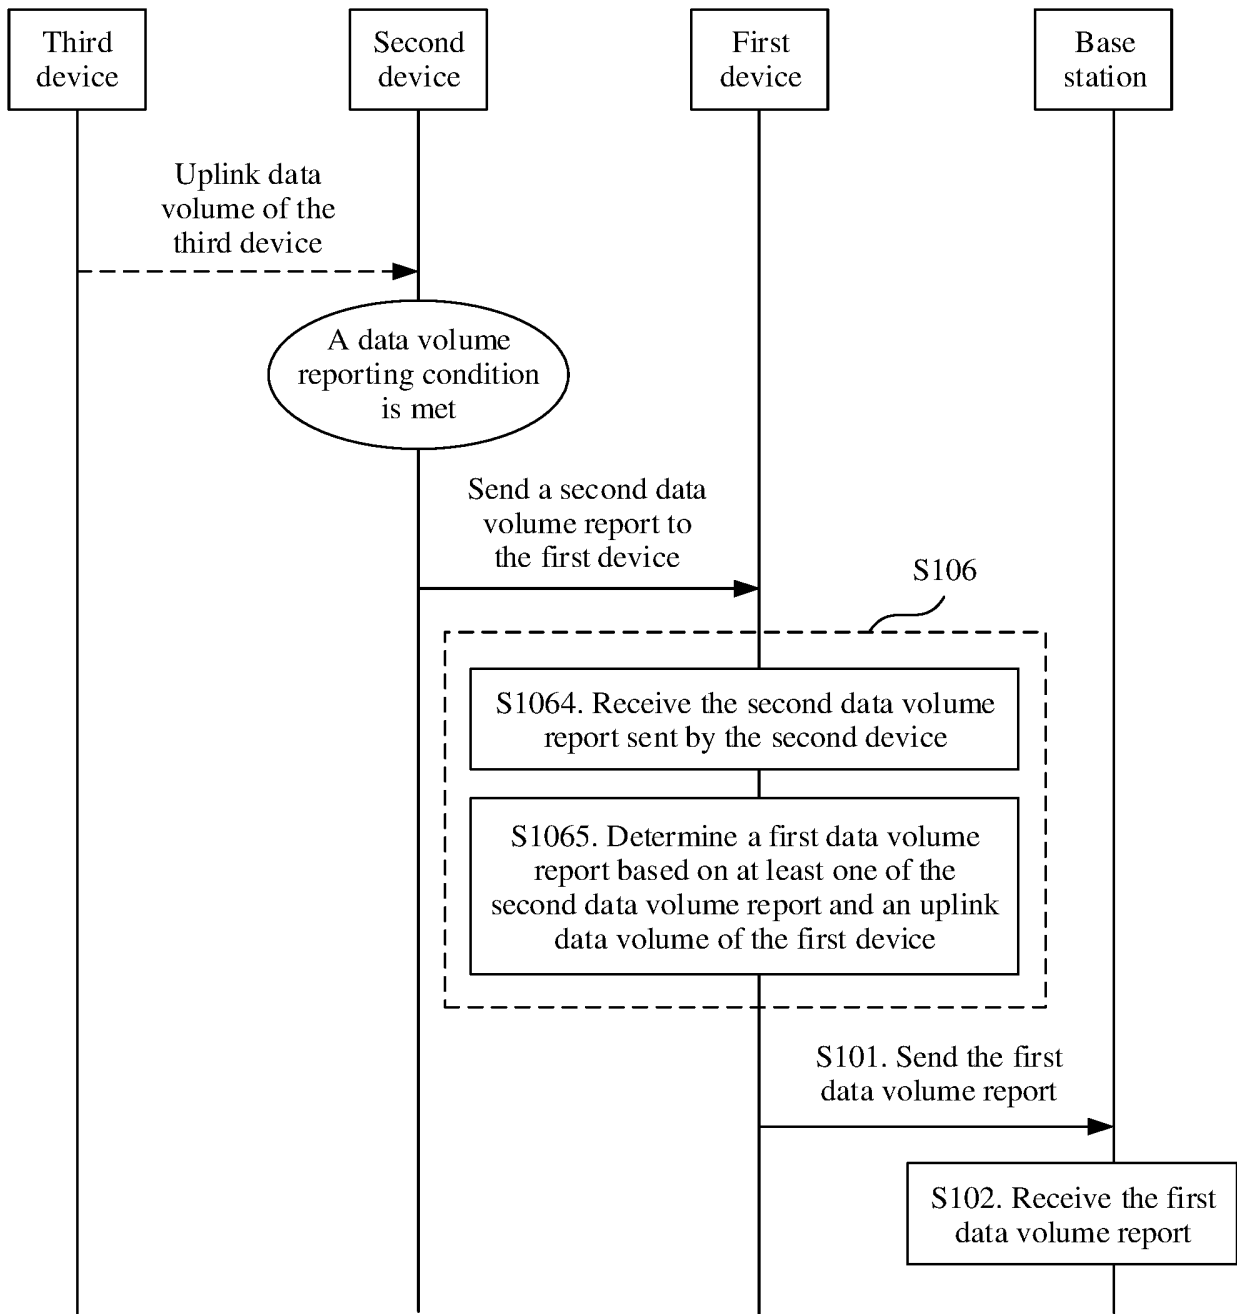 Third
device
Second
device
First
device
Base
station
Uplink data
volume of the
third device
A data volume
reporting condition
is met
Send a second data
volume report to
the first device
S106
S1064. Receive the second data volume
report sent by the second device
S1065. Determine a first data volume
report based on at least one of the
second data volume report and an uplink
data volume of the first device
S101. Send the first
data volume report
S102. Receive the first
data volume report